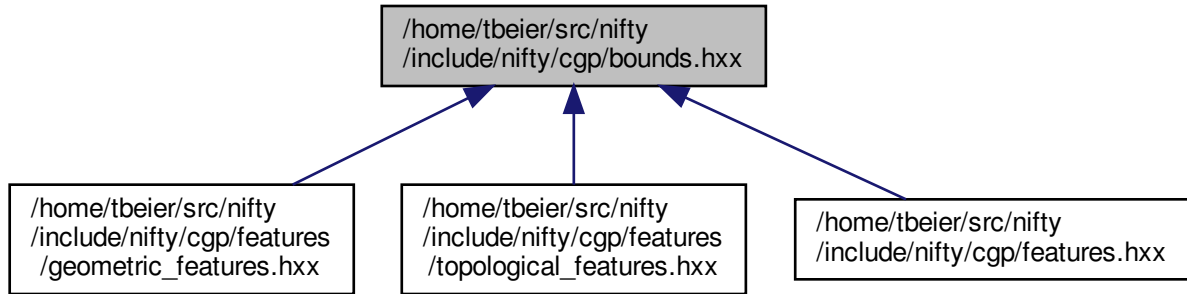 /home/tbeier/src/nifty
/include/nifty/cgp/bounds.hxx
/home/tbeier/src/nifty
/include/nifty/cgp/features
/geometric_features.hxx
/home/tbeier/src/nifty
/include/nifty/cgp/features
/topological_features.hxx
/home/tbeier/src/nifty
/include/nifty/cgp/features.hxx